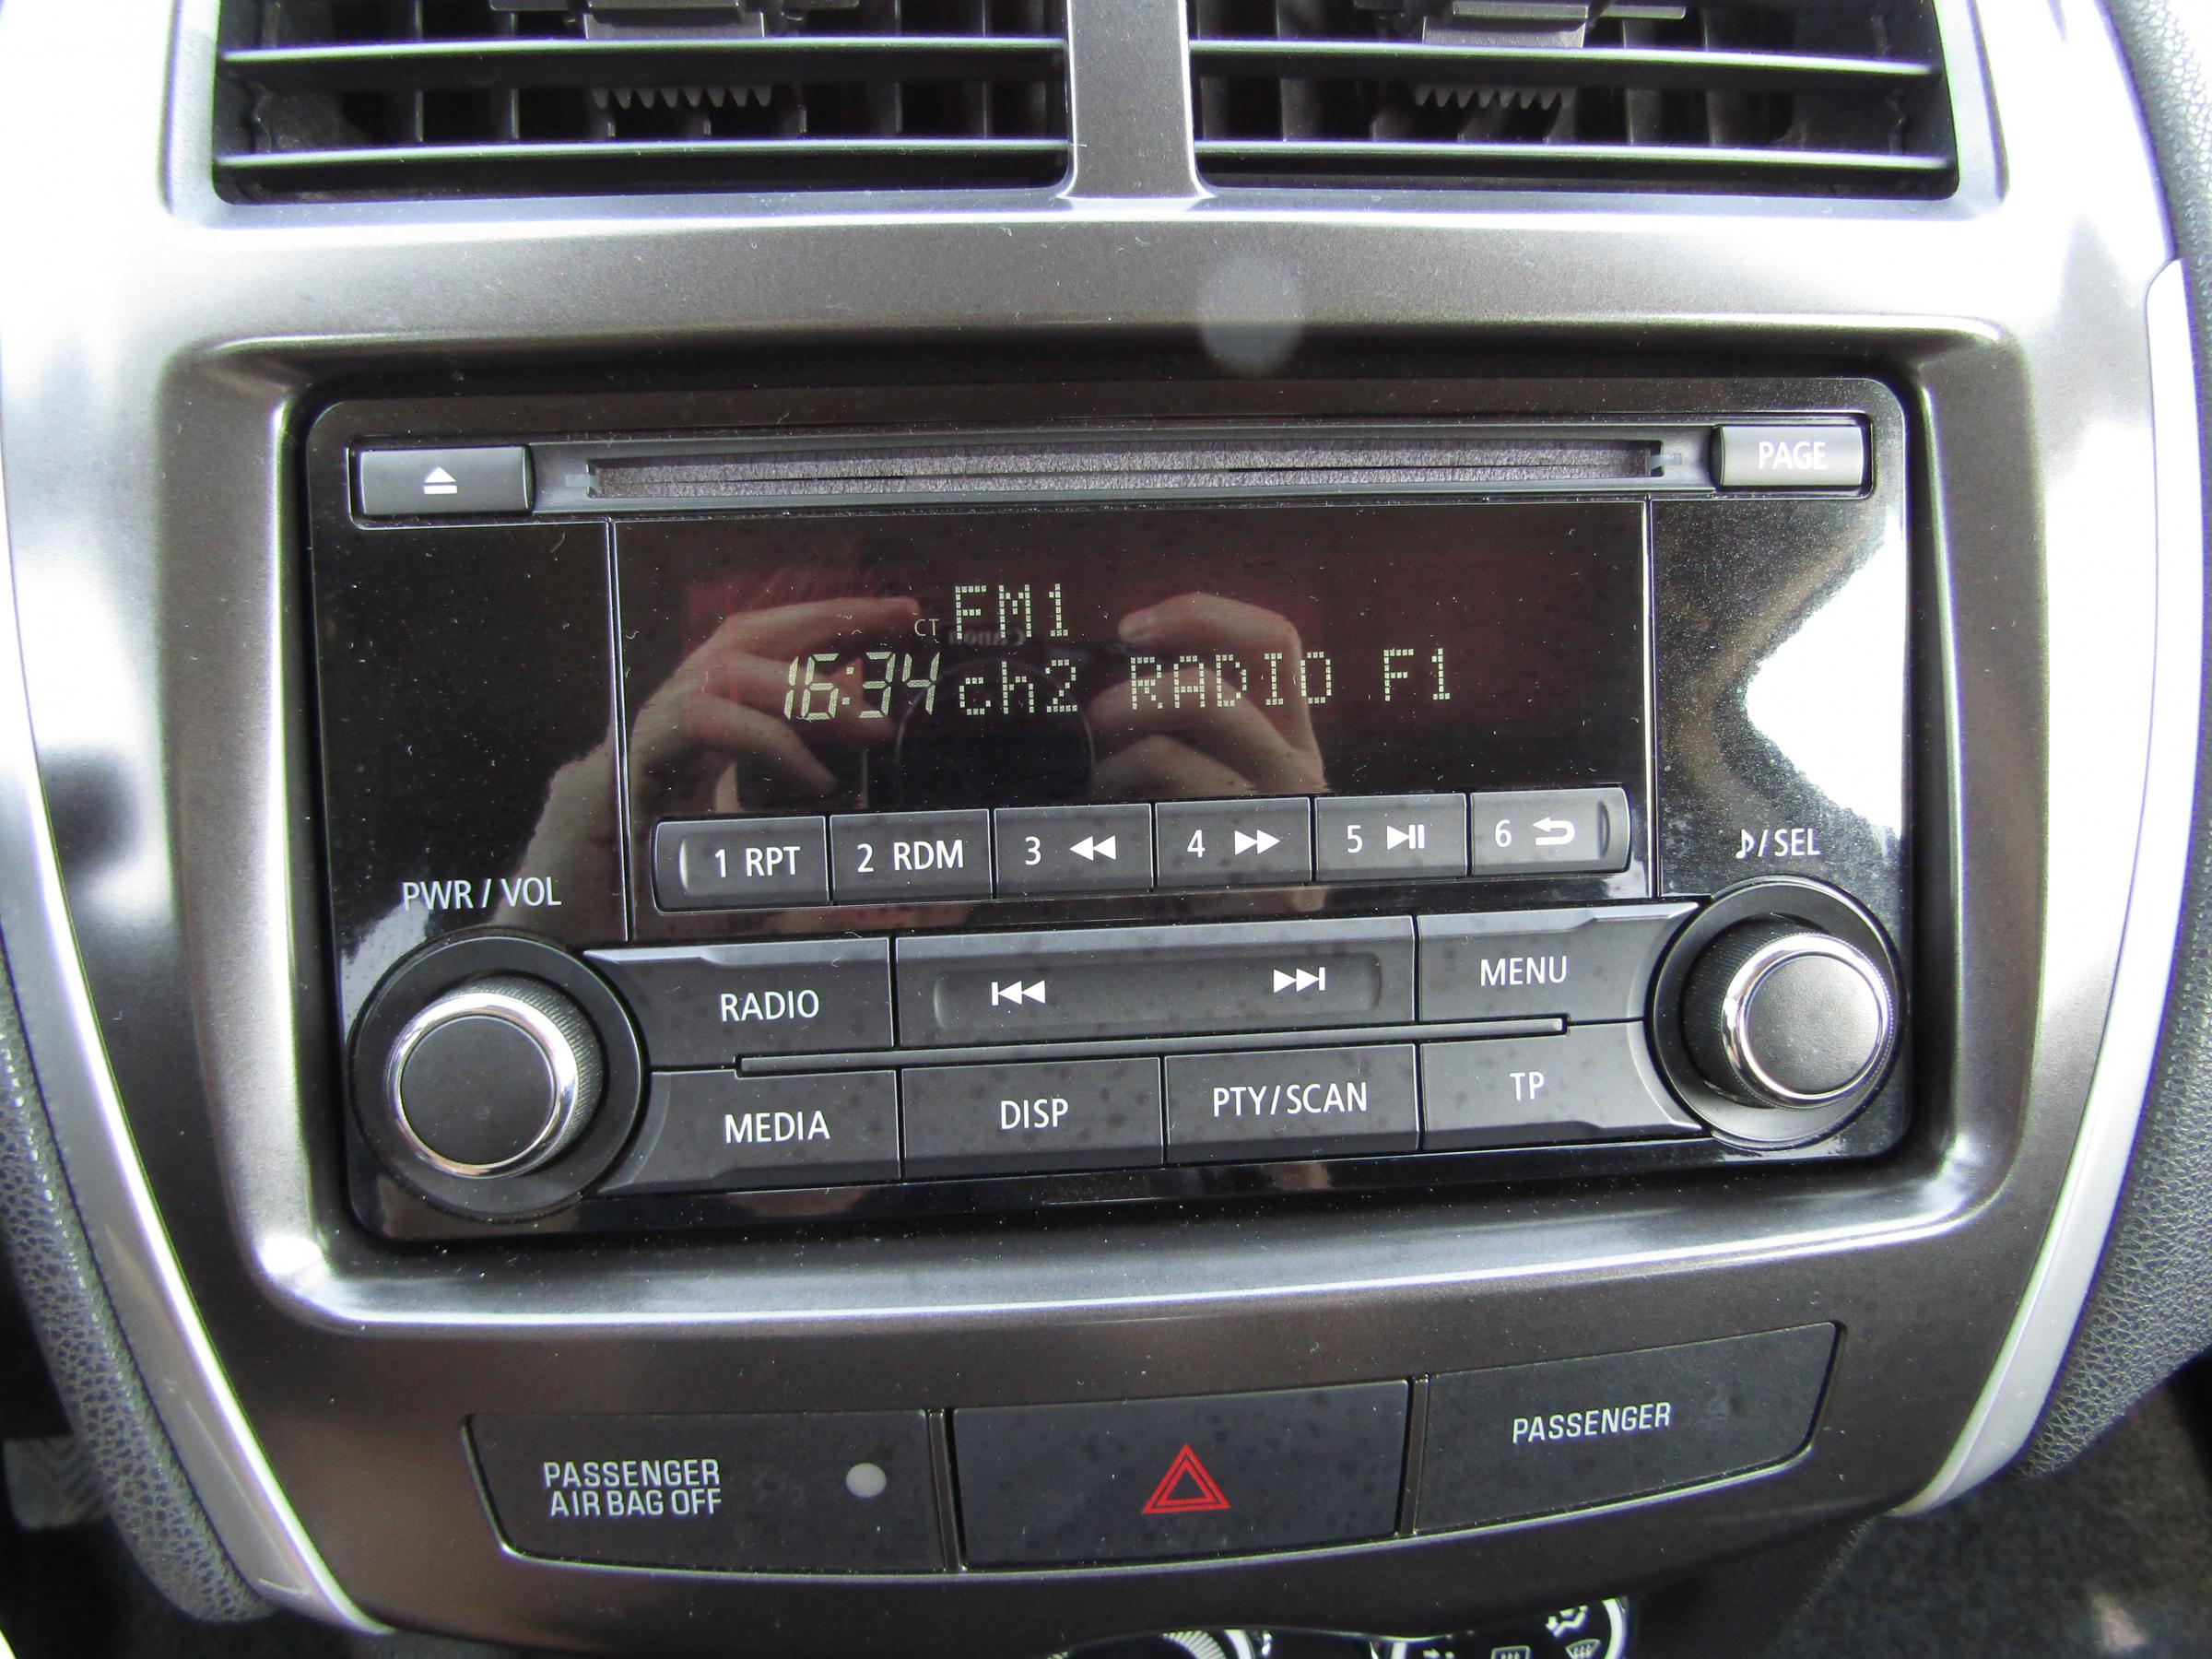 PAGE
FM1
CT
16:34 ch2 RADIO F1
1 RPT
2 RDM
3
4
5
6
PWR / VOL
♪/ SEL
RADIO
MENU
MEDIA
DISP
PTY/SCAN
TP
PASSENGER
AIR BAG OFF
PASSENGER